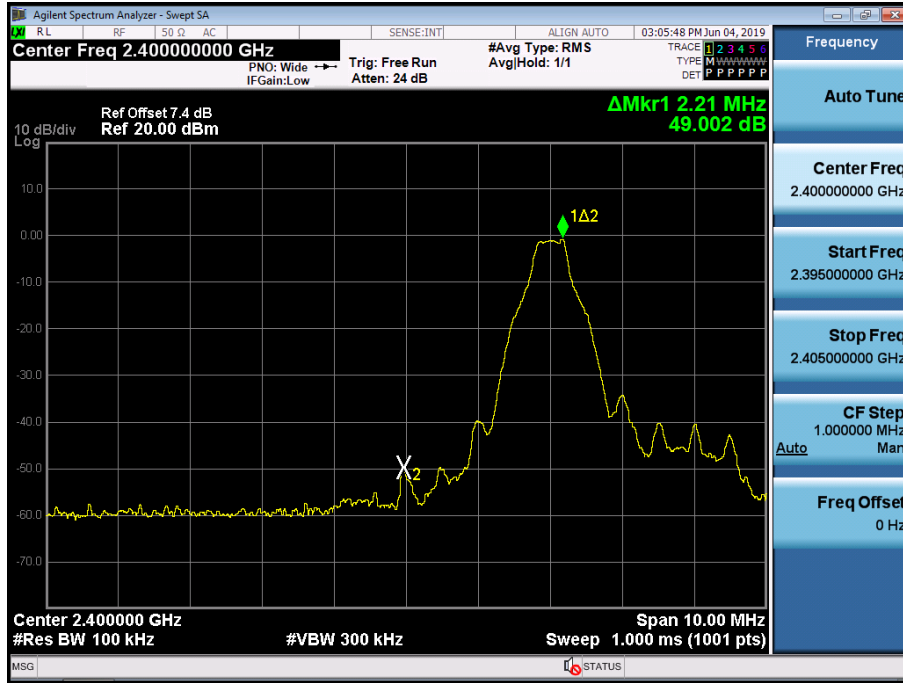 Agilent Spectrum Analyzer - Swept SA
LXI RL RF 50 Ω AC SENSE:INT ALIGN AUTO 03:05:48 PM Jun 04, 2019
Center Freq 2.400000000 GHz
PNO: Wide
IFGain:Low
Trig: Free Run
Atten: 24 dB
#Avg Type: RMS
Avg|Hold: 1/1
TRACE 1 2 3 4 5 6
TYPE M WWWWW
DET P P P P P P
Frequency
Auto Tune
Center Freq
2.400000000 GHz
Start Freq
2.395000000 GHz
Stop Freq
2.405000000 GHz
CF Step
1.000000 MHz
Auto Man
Freq Offset
0 Hz
ΔMkr1 2.21 MHz
49.002 dB
Ref Offset 7.4 dB
10 dB/div Ref 20.00 dBm
Log
10.0
0.00
-10.0
-20.0
-30.0
-40.0
-50.0
-60.0
-70.0
1Δ2
X2
Center 2.400000 GHz Span 10.00 MHz
#Res BW 100 kHz #VBW 300 kHz Sweep 1.000 ms (1001 pts)
MSG STATUS